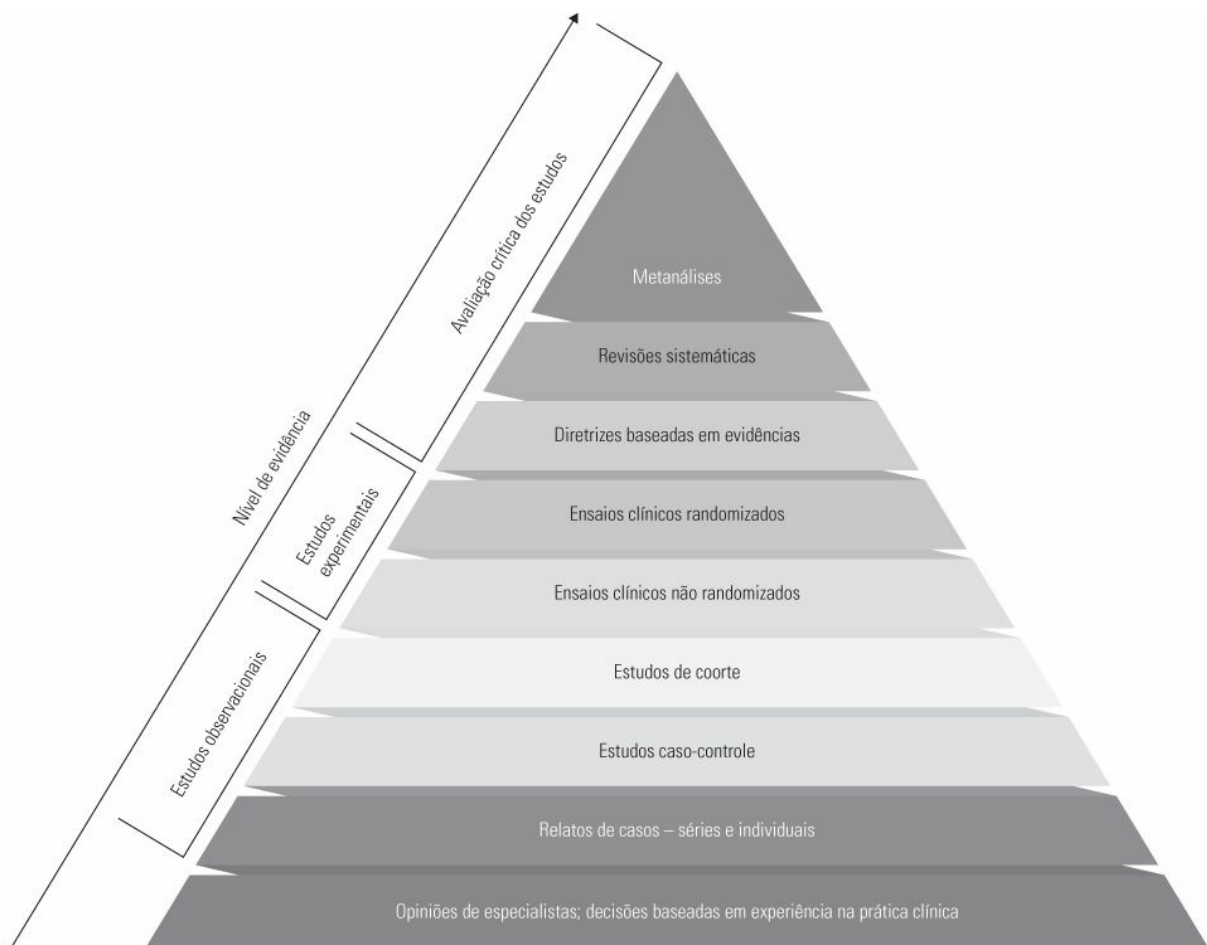 Nível de evidência
Avaliação crítica dos estudos
Estudos
experimentais
Estudos observacionais
Metanálises
Revisões sistemáticas
Diretrizes baseadas em evidências
Ensaios clínicos randomizados
Ensaios clínicos não randomizados
Estudos de coorte
Estudos caso-controle
Relatos de casos – séries e individuais
Opiniões de especialistas; decisões baseadas em experiência na prática clínica